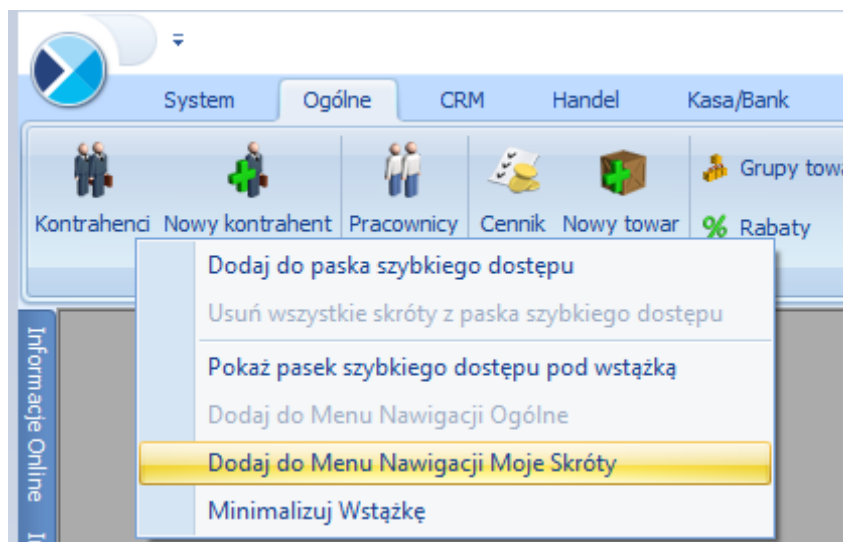 System Ogólne CRM Handel Kasa/Bank
Kontrahenci Nowy kontrahent Pracownicy Cennik Nowy towar
Grupy towa
% Rabaty
Dodaj do paska szybkiego dostępu
Usuń wszystkie skróty z paska szybkiego dostępu
Pokaż pasek szybkiego dostępu pod wstążką
Dodaj do Menu Nawigacji Ogólne
Dodaj do Menu Nawigacji Moje Skróty
Minimalizuj Wstążkę
Informacje Online